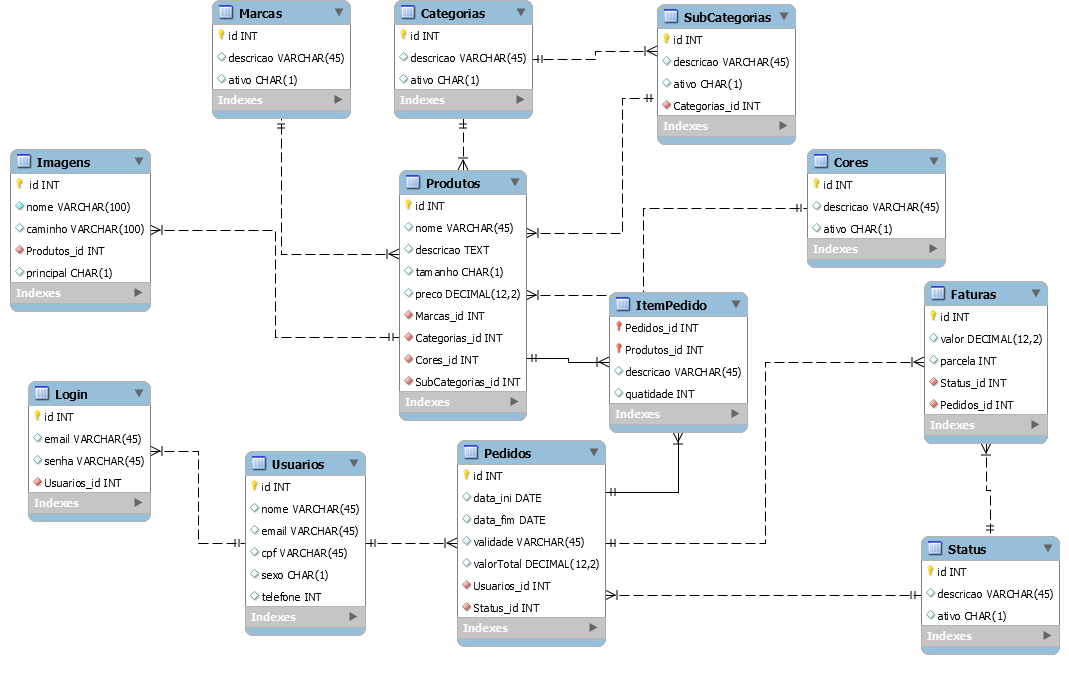 Marcas
id INT
descricao VARCHAR(45)
ativo CHAR(1)
Indexes
Categorias
id INT
descricao VARCHAR(45)
ativo CHAR(1)
Indexes
SubCategorias
id INT
descricao VARCHAR(45)
ativo CHAR(1)
Categorias_id INT
Indexes
Imagens
id INT
nome VARCHAR(100)
caminho VARCHAR(100)
Produtos_id INT
principal CHAR(1)
Indexes
Produtos
id INT
nome VARCHAR(45)
descricao TEXT
tamanho CHAR(1)
preco DECIMAL(12,2)
Marcas_id INT
Categorias_id INT
Cores_id INT
SubCategorias_id INT
Indexes
Cores
id INT
descricao VARCHAR(45)
ativo CHAR(1)
Indexes
ItemPedido
Pedidos_id INT
Produtos_id INT
descricao VARCHAR(45)
quatidade INT
Indexes
Faturas
id INT
valor DECIMAL(12,2)
parcela INT
Status_id INT
Pedidos_id INT
Indexes
Login
id INT
email VARCHAR(45)
senha VARCHAR(45)
Usuarios_id INT
Indexes
Usuarios
id INT
nome VARCHAR(45)
email VARCHAR(45)
cpf VARCHAR(45)
sexo CHAR(1)
telefone INT
Indexes
Pedidos
id INT
data_ini DATE
data_fim DATE
validade VARCHAR(45)
valorTotal DECIMAL(12,2)
Usuarios_id INT
Status_id INT
Indexes
Status
id INT
descricao VARCHAR(45)
ativo CHAR(1)
Indexes